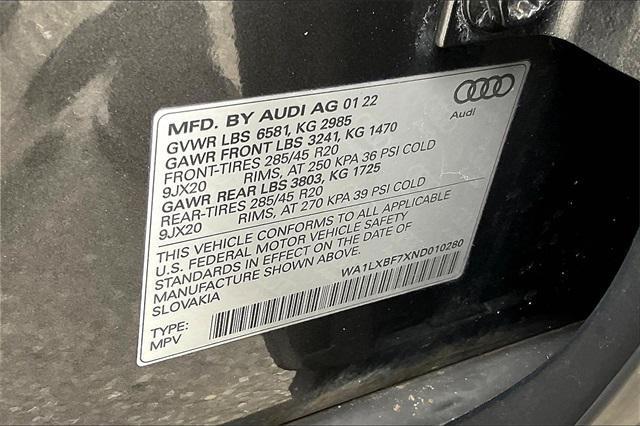 MFD. BY AUDI AG 01 22
Audi
GVWR LBS 6581, KG 2985
GAWR FRONT LBS 3241, KG 1470
FRONT-TIRES 285/45 R20
9JX20 RIMS, AT 250 KPA 36 PSI COLD
GAWR REAR LBS 3803, KG 1725
REAR-TIRES 285/45 R20
9JX20 RIMS, AT 270 KPA 39 PSI COLD
THIS VEHICLE CONFORMS TO ALL APPLICABLE
U.S. FEDERAL MOTOR VEHICLE SAFETY
STANDARDS IN EFFECT ON THE DATE OF
MANUFACTURE SHOWN ABOVE.
SLOVAKIA
WA1LXBF7XND010280
TYPE:
MPV